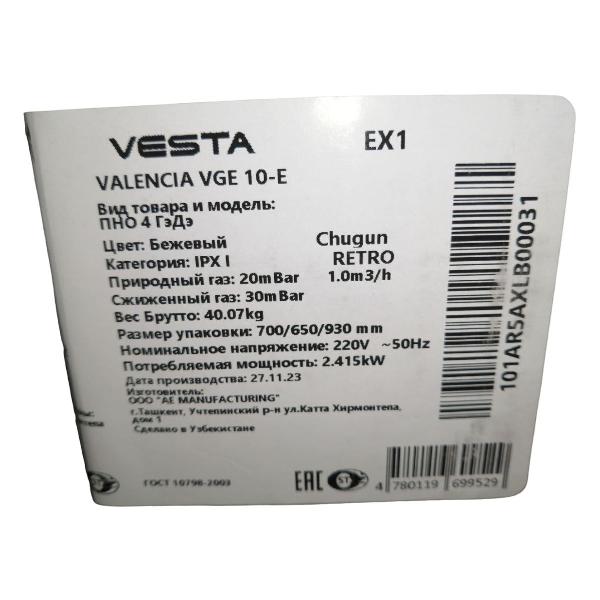 VESTA EX1
VALENCIA VGE 10-E
Вид товара и модель:
ПНО 4 ГэДэ
Цвет: Бежевый Chugun
Категория: IPX I RETRO
Природный газ: 20mBar 1.0m3/h
Сжиженный газ: 30mBar
Вес Брутто: 40.07kg
Размер упаковки: 700/650/930 mm
Номинальное напряжение: 220V ~50Hz
Потребляемая мощность: 2.415kW
Дата производства: 27.11.23
Изготовитель:
ООО "AE MANUFACTURING"
г.Ташкент, Учтепинский р-н ул.Катта Хирмонтепа,
дом 1
Сделано в Узбекистане
ГОСТ 10798-2003
EAC ST
4 780119 699529
101AR5AXLB00031